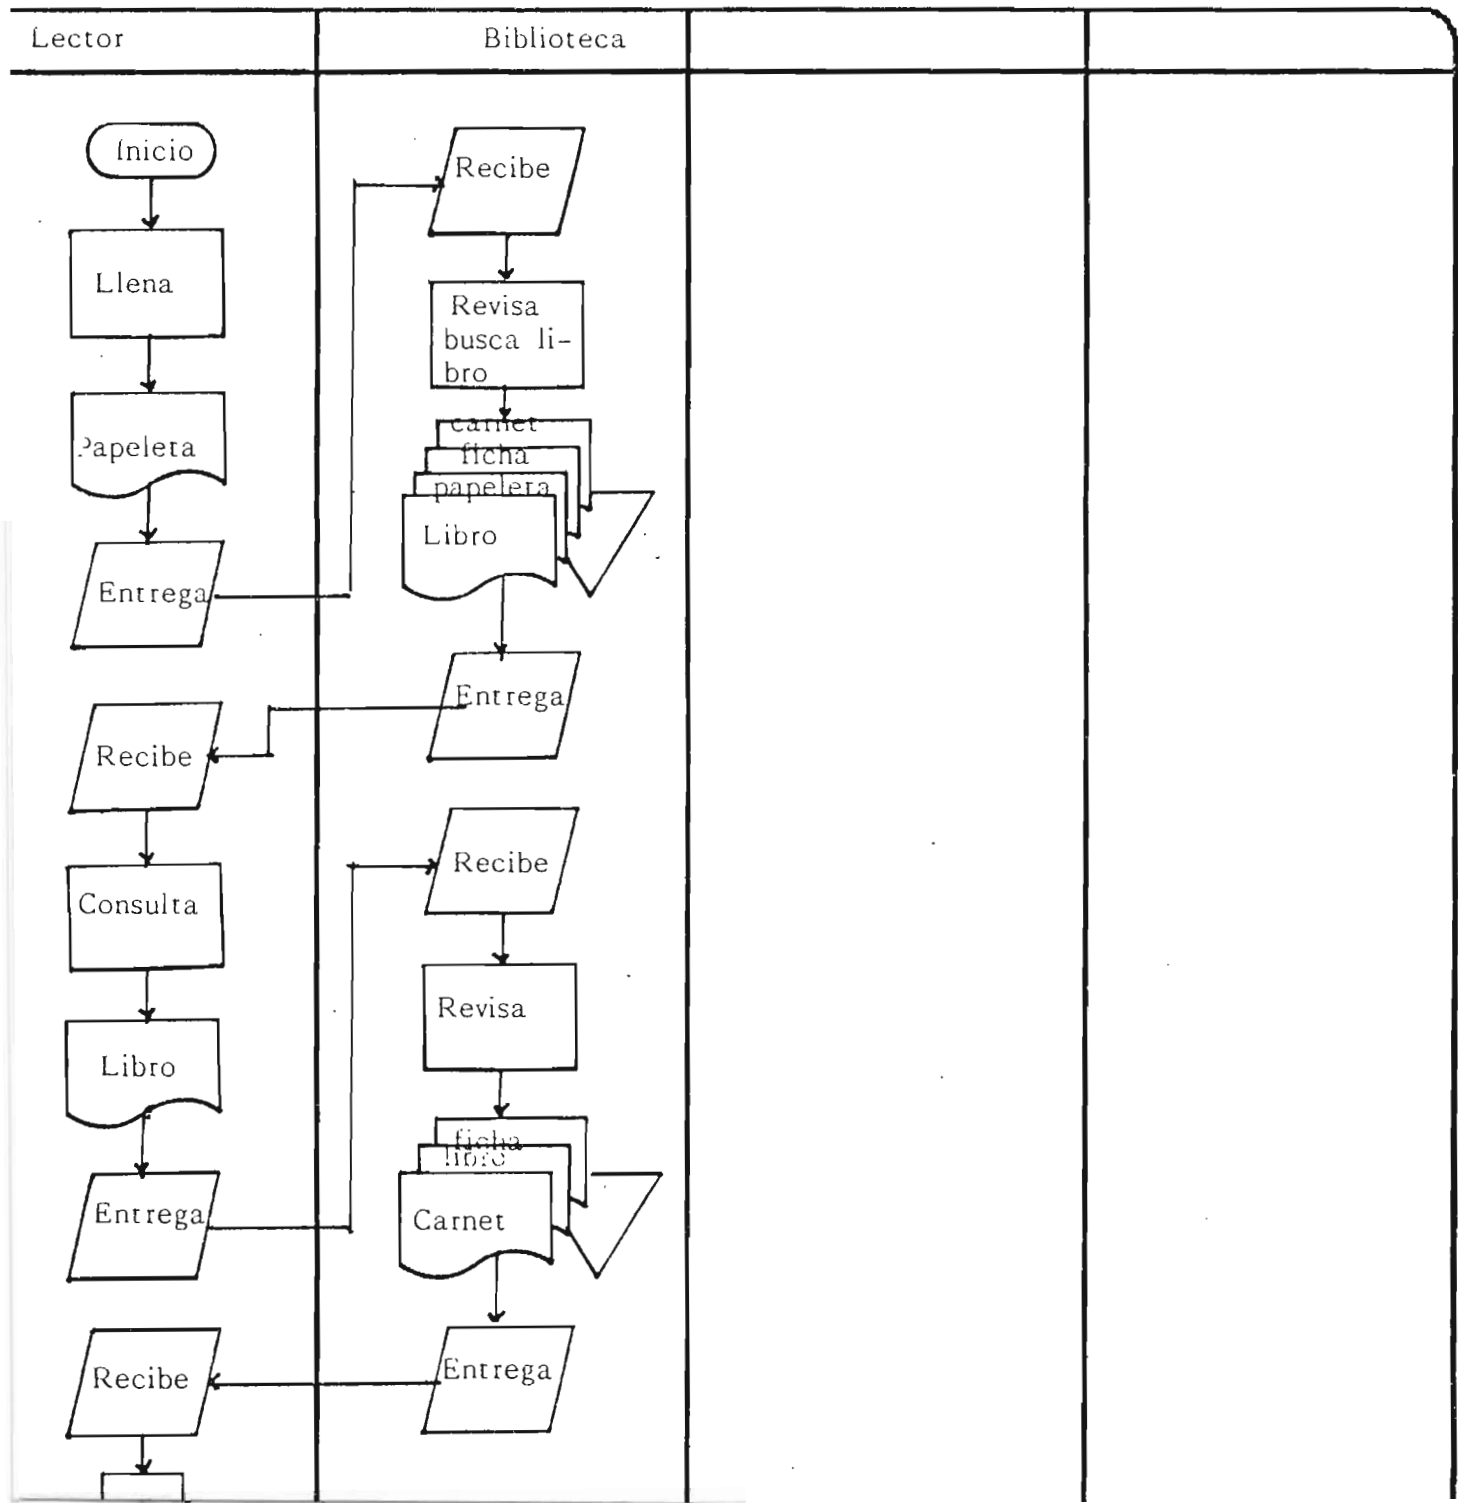 Lector
Biblioteca
Inicio
Llena
Papeleta
Entrega
Recibe
Consulta
Libro
Entrega
Recibe
Recibe
Revisa
busca li-
bro
carnet
ficha
papeleta
Libro
Entrega
Recibe
Revisa
ficha
libro
Carnet
Entrega